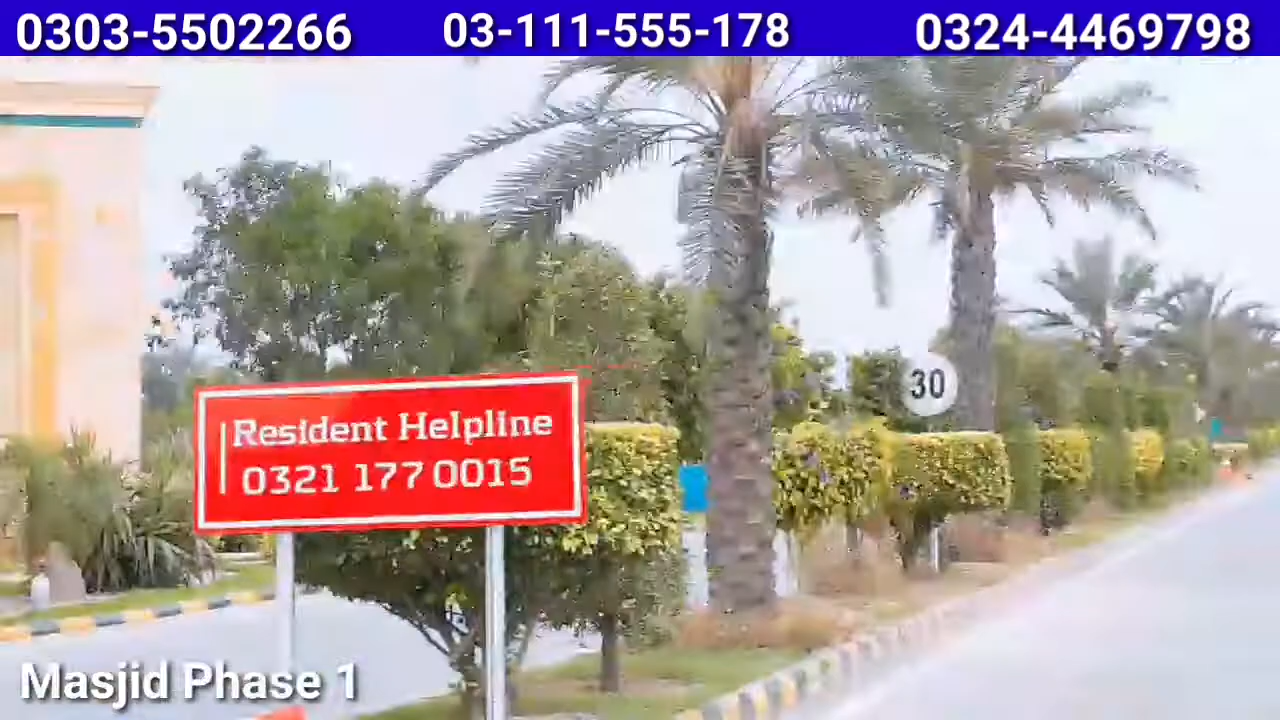 0303-5502266 03-111-555-178 0324-4469798
30
Resident Helpline
0321 177 0015
Masjid Phase 1